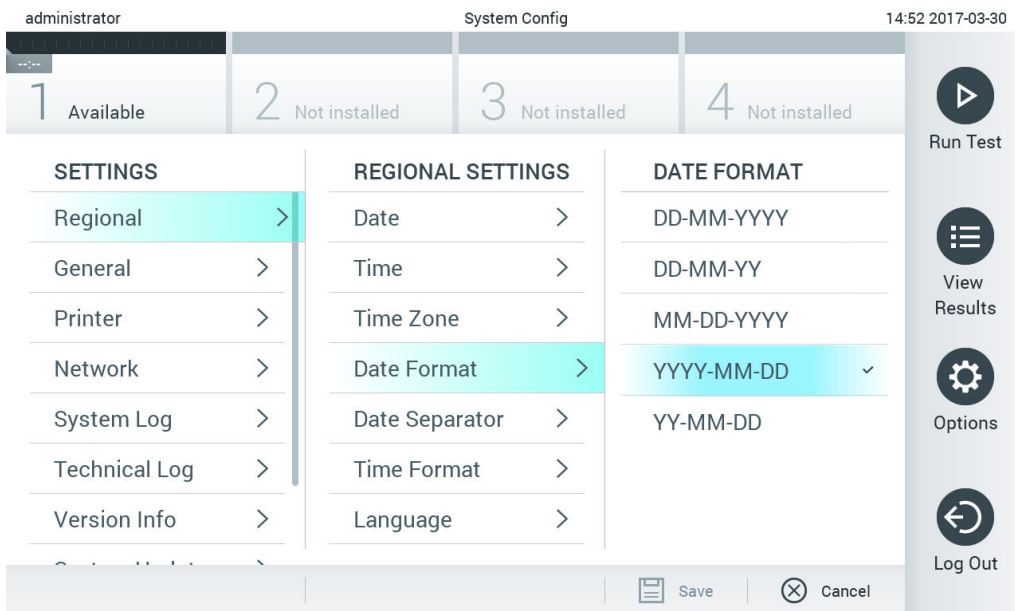 administrator System Config 14:52 2017-03-30
--:--
1 Available 2 Not installed 3 Not installed 4 Not installed
Run Test
SETTINGS
Regional
General
Printer
Network
System Log
Technical Log
Version Info
REGIONAL SETTINGS
Date
Time
Time Zone
Date Format
Date Separator
Time Format
Language
DATE FORMAT
DD-MM-YYYY
DD-MM-YY
MM-DD-YYYY
YYYY-MM-DD
YY-MM-DD
View
Results
Options
Log Out
Save
Cancel